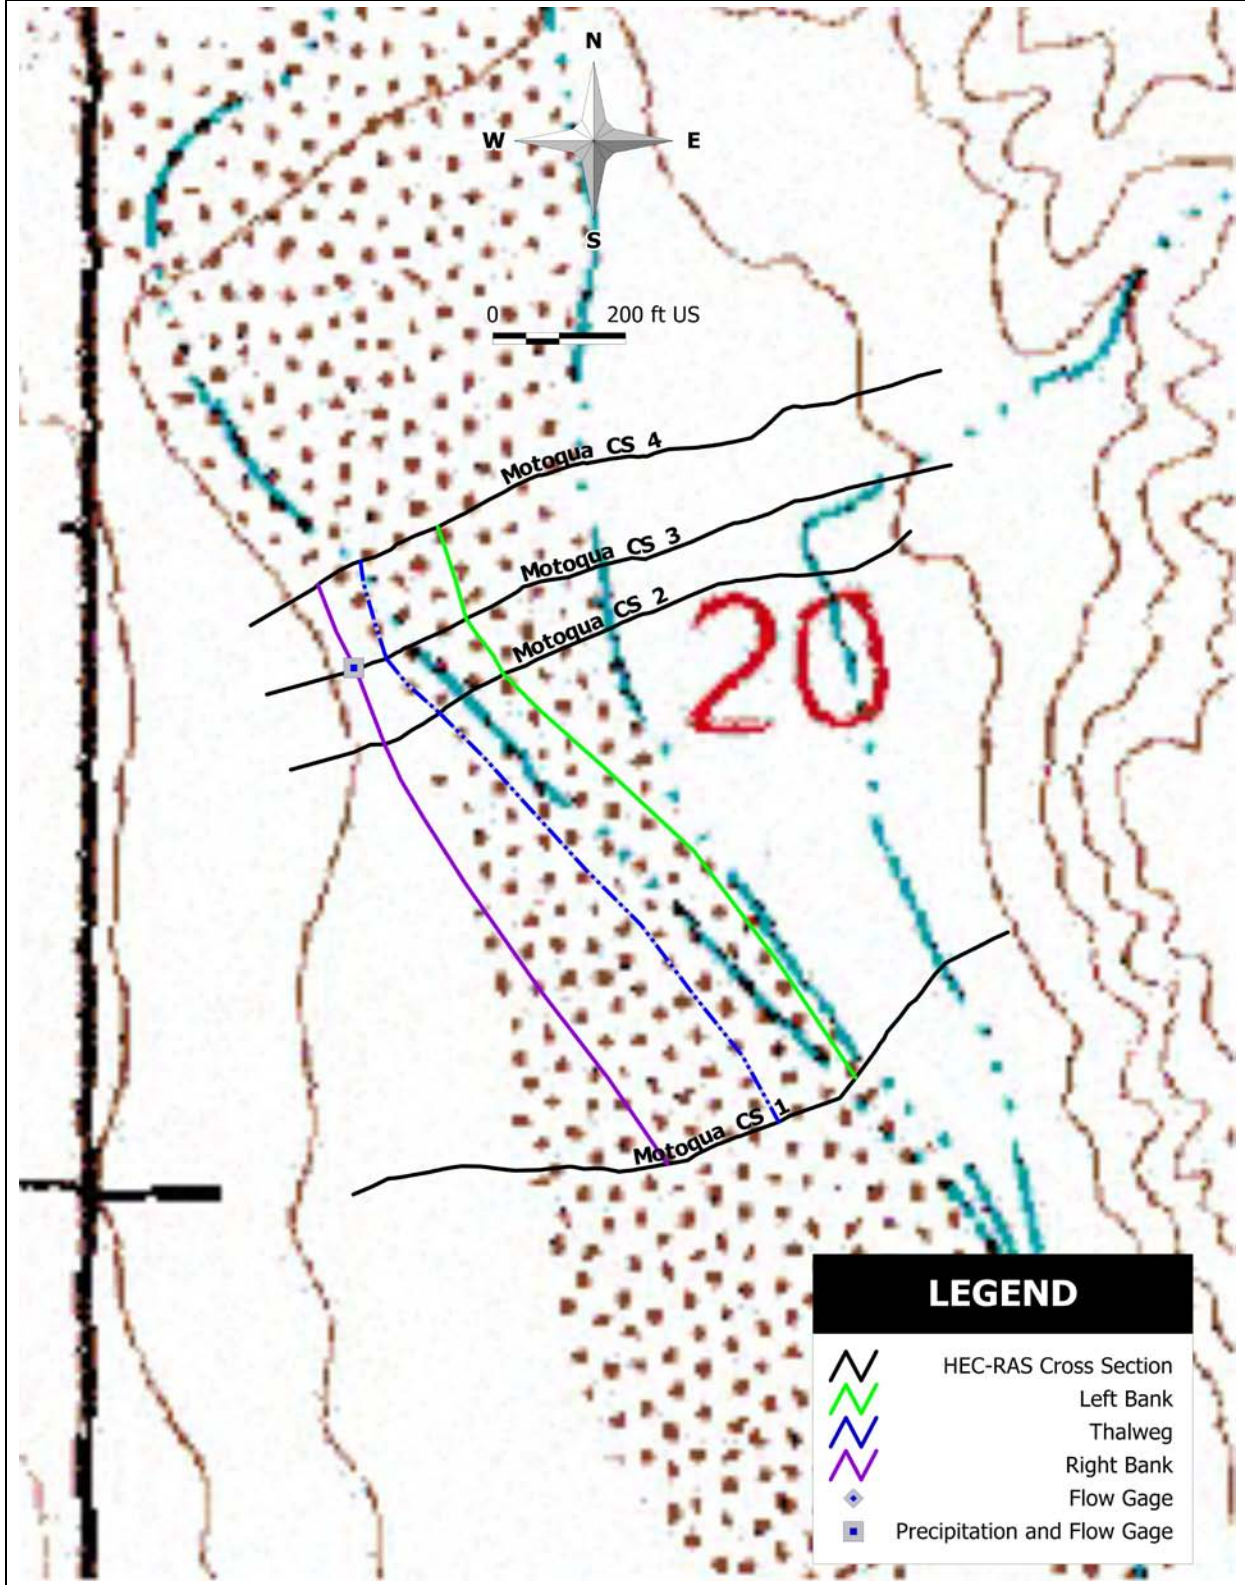 N
W E
S
0 200 ft US
Motoqua CS 4
Motoqua CS 3
Motoqua CS 2
20
Motoqua CS 1
LEGEND
HEC-RAS Cross Section
Left Bank
Thalweg
Right Bank
Flow Gage
Precipitation and Flow Gage